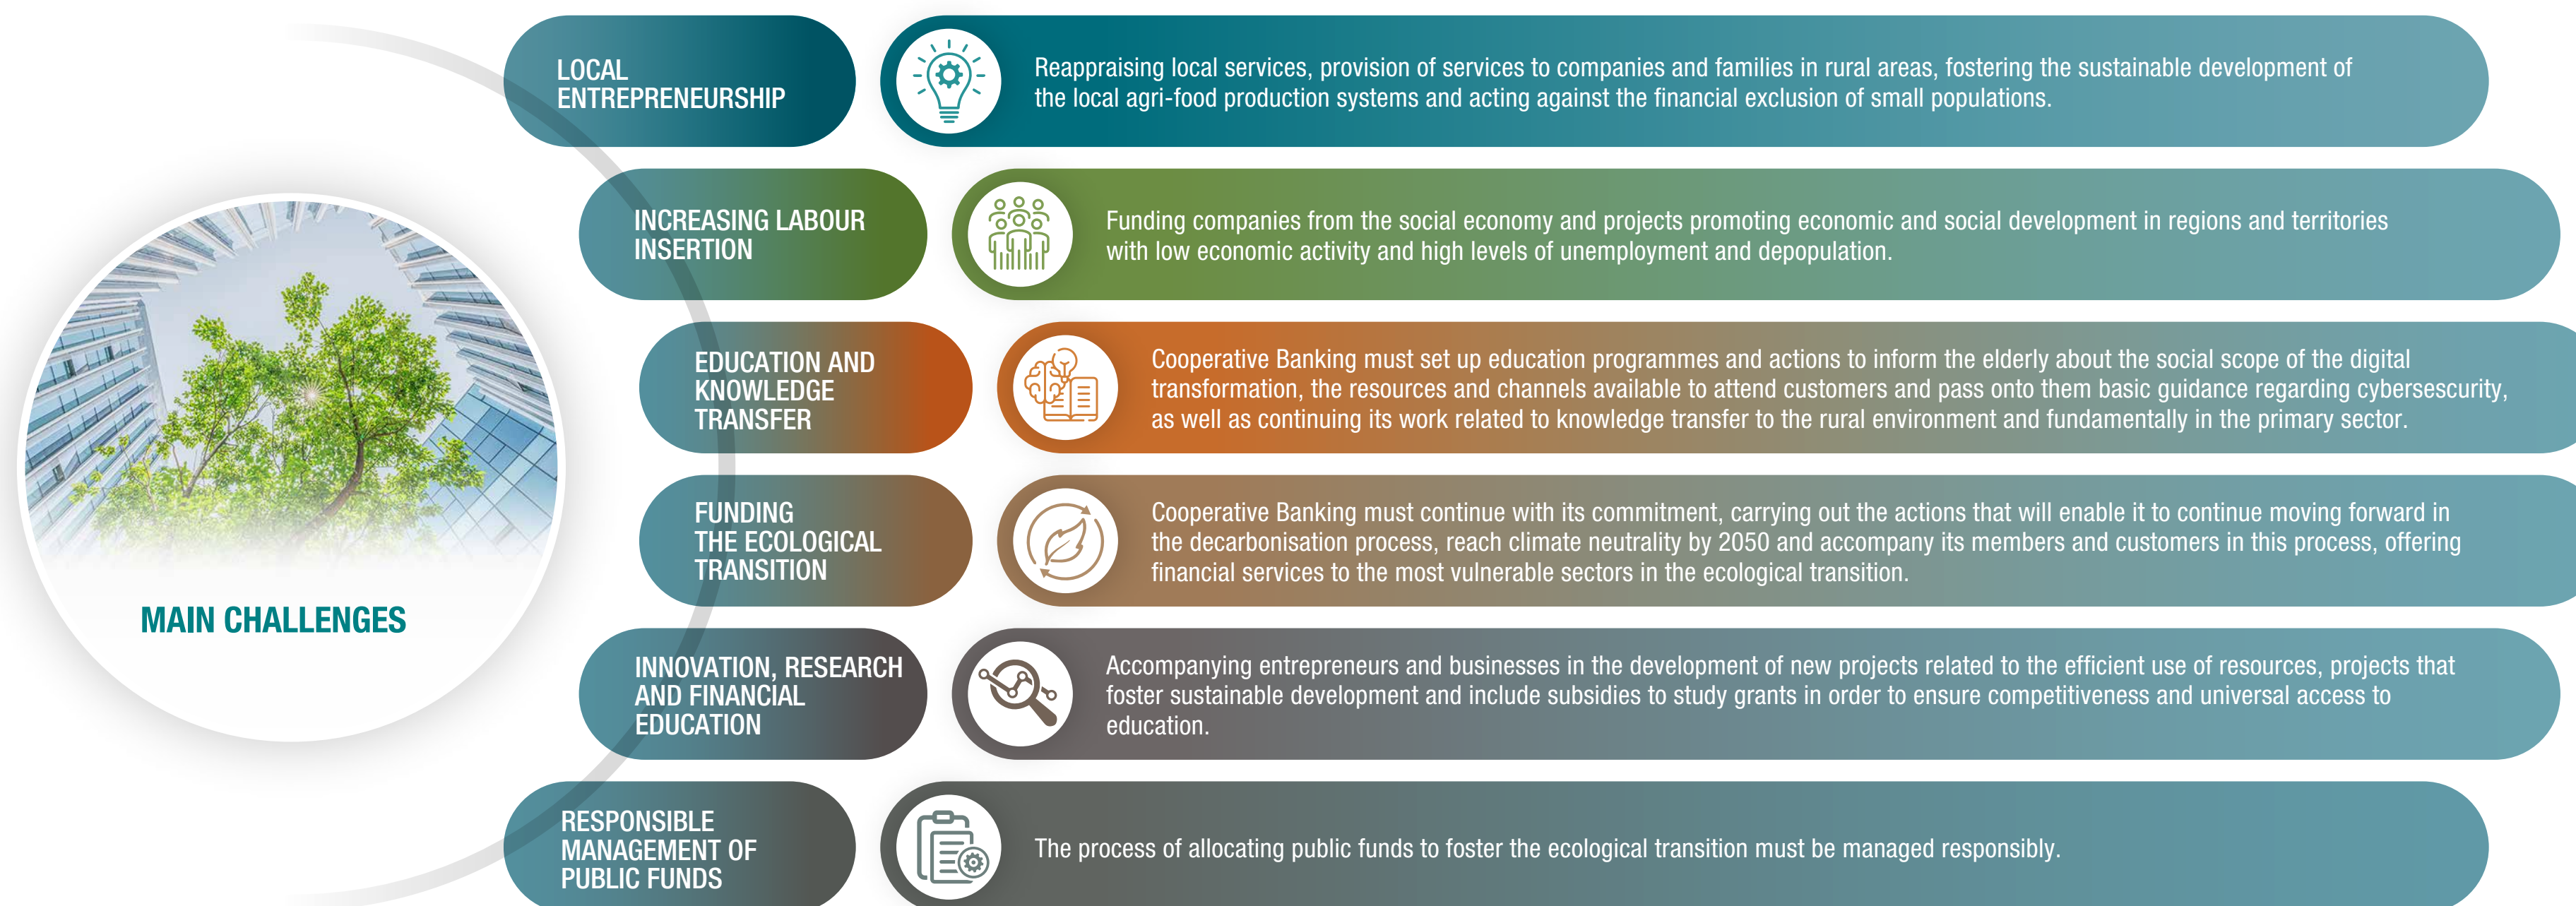 MAIN CHALLENGES
LOCAL
ENTREPRENEURSHIP
Reappraising local services, provision of services to companies and families in rural areas, fostering the sustainable development of
the local agri-food production systems and acting against the financial exclusion of small populations.
INCREASING LABOUR
INSERTION
Funding companies from the social economy and projects promoting economic and social development in regions and territories
with low economic activity and high levels of unemployment and depopulation.
EDUCATION AND
KNOWLEDGE
TRANSFER
Cooperative Banking must set up education programmes and actions to inform the elderly about the social scope of the digital
transformation, the resources and channels available to attend customers and pass onto them basic guidance regarding cybersescurity,
as well as continuing its work related to knowledge transfer to the rural environment and fundamentally in the primary sector.
FUNDING
THE ECOLOGICAL
TRANSITION
Cooperative Banking must continue with its commitment, carrying out the actions that will enable it to continue moving forward in
the decarbonisation process, reach climate neutrality by 2050 and accompany its members and customers in this process, offering
financial services to the most vulnerable sectors in the ecological transition.
INNOVATION, RESEARCH
AND FINANCIAL
EDUCATION
Accompanying entrepreneurs and businesses in the development of new projects related to the efficient use of resources, projects that
foster sustainable development and include subsidies to study grants in order to ensure competitiveness and universal access to
education.
RESPONSIBLE
MANAGEMENT OF
PUBLIC FUNDS
The process of allocating public funds to foster the ecological transition must be managed responsibly.